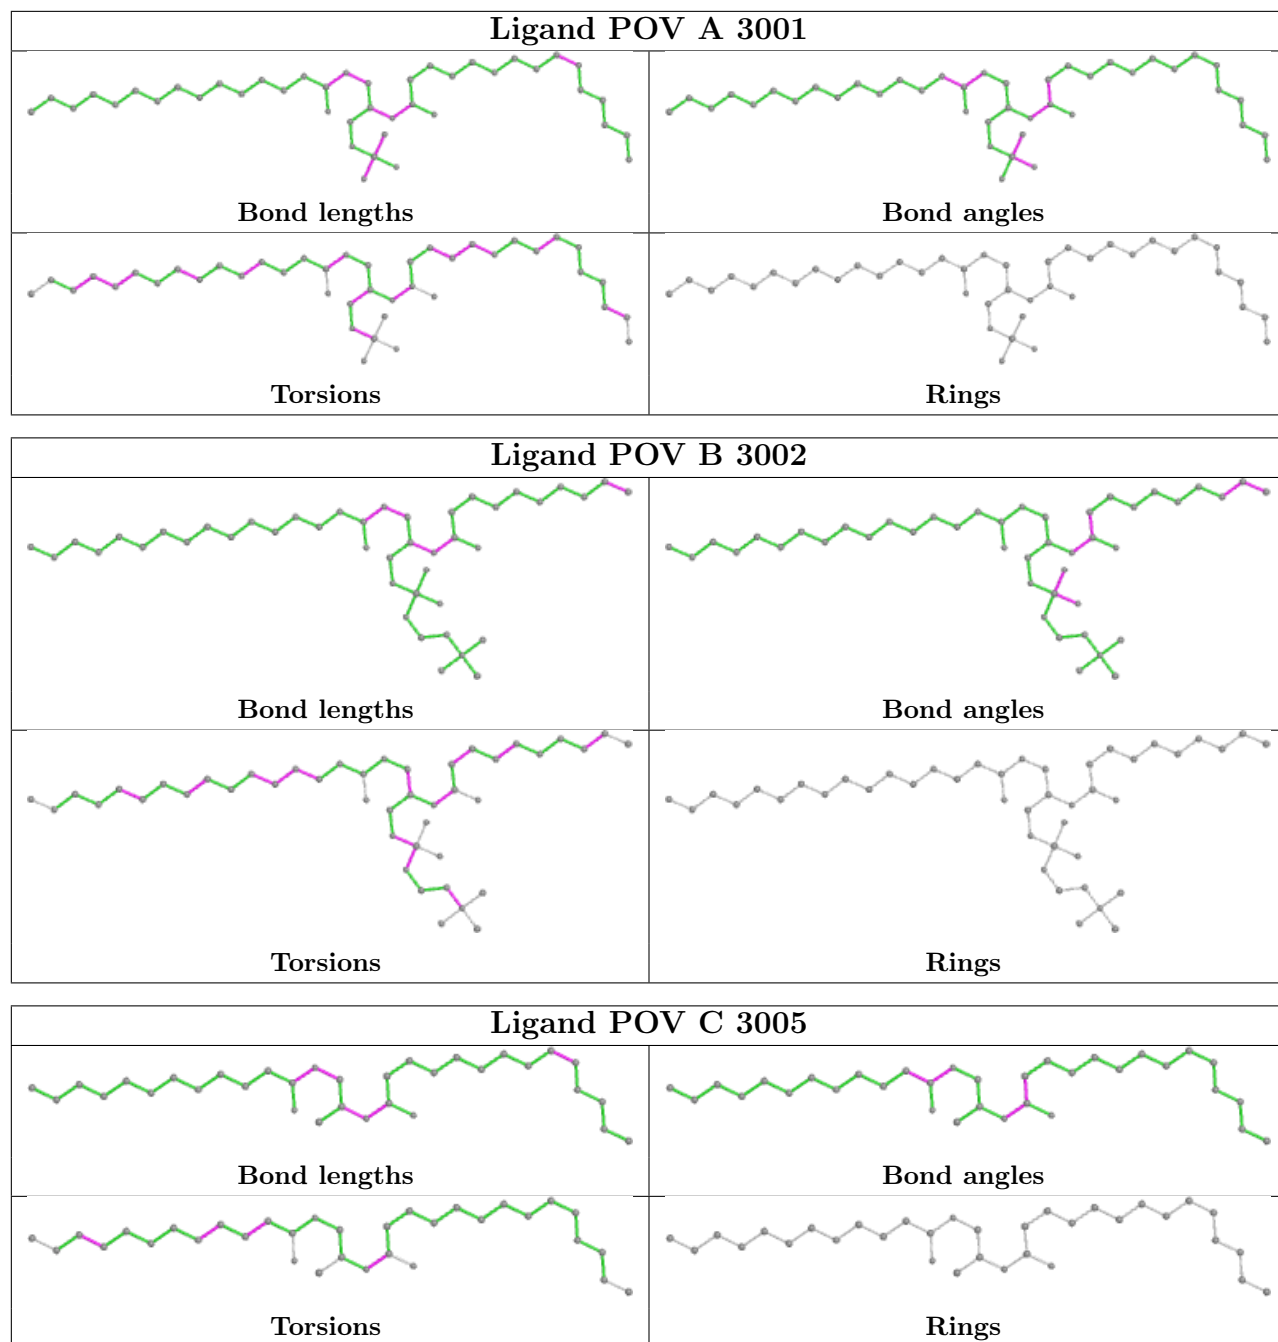 Ligand POV A 3001
Bond lengths
Bond angles
Torsions
Rings
Ligand POV B 3002
Bond lengths
Bond angles
Torsions
Rings
Ligand POV C 3005
Bond lengths
Bond angles
Torsions
Rings